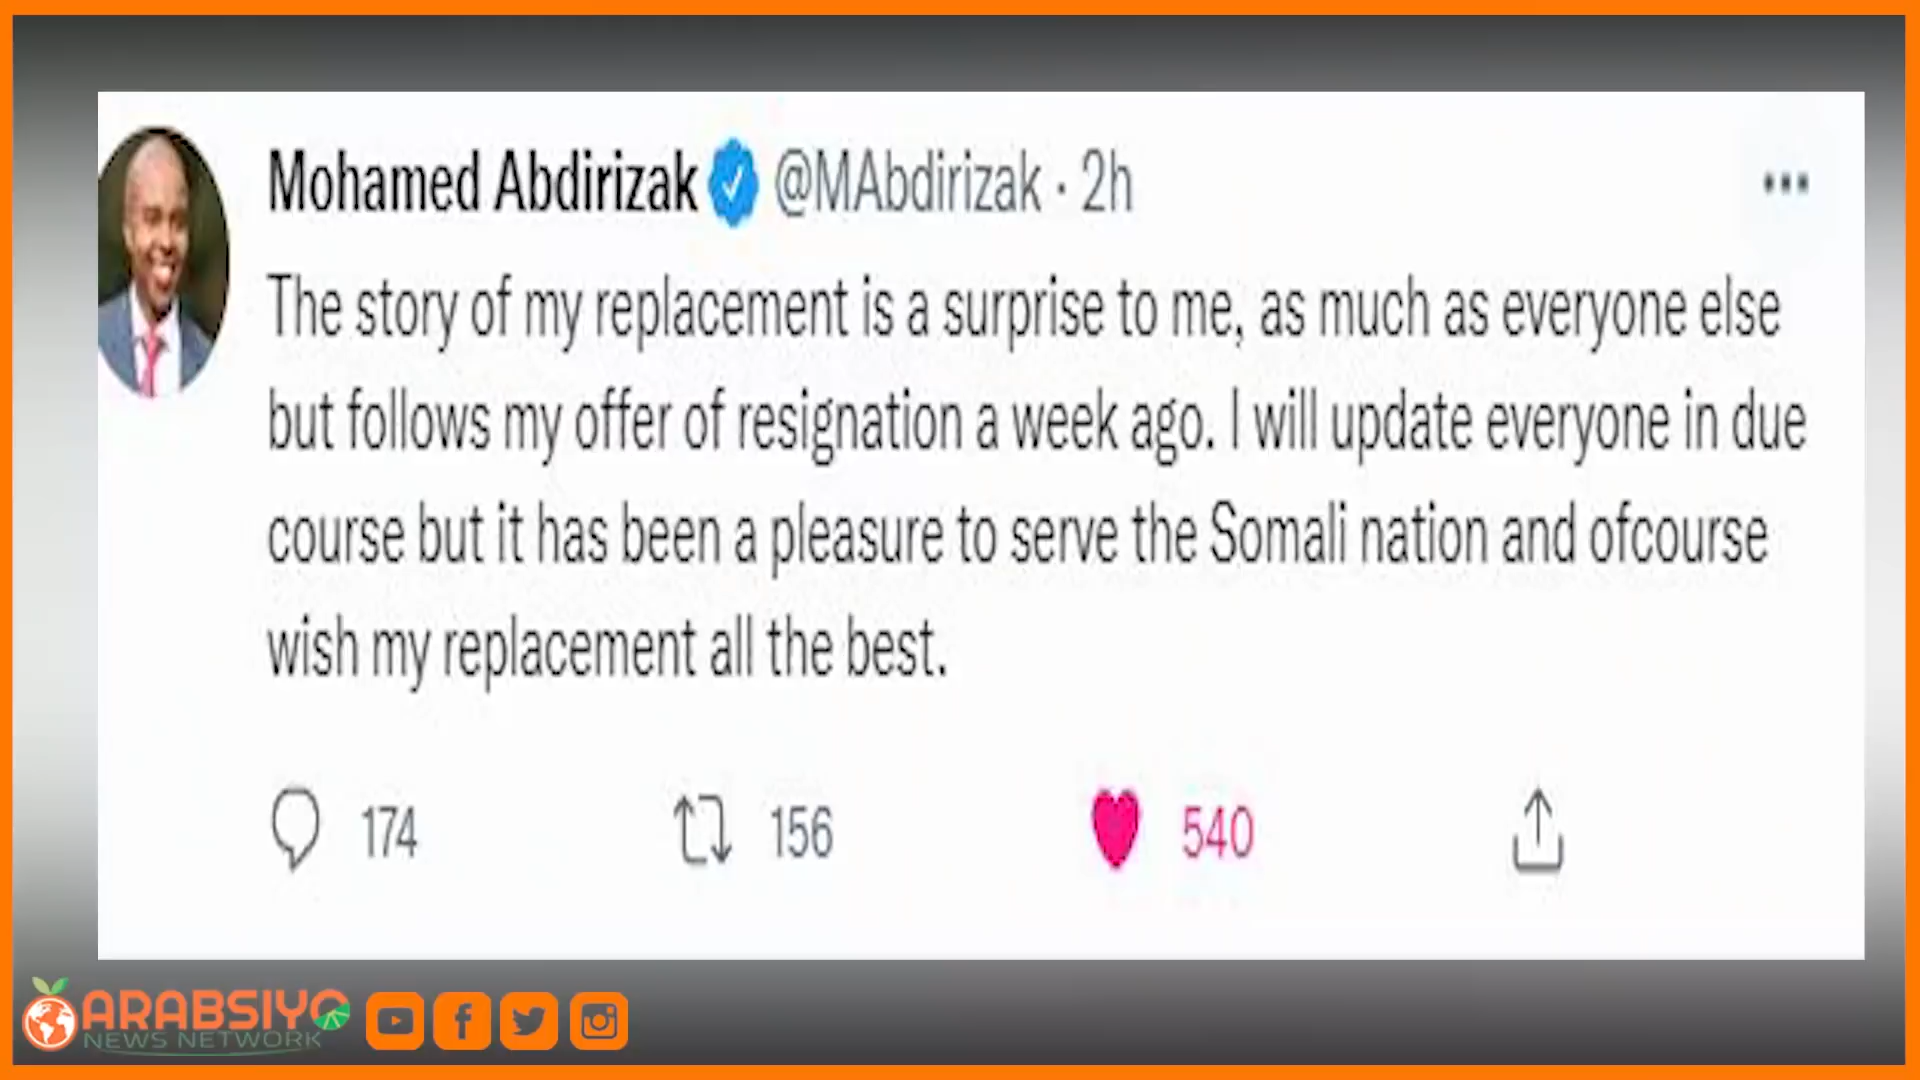 Mohamed Abdirizak @MAbdirizak · 2h
The story of my replacement is a surprise to me, as much as everyone else
but follows my offer of resignation a week ago. I will update everyone in due
course but it has been a pleasure to serve the Somali nation and ofcourse
wish my replacement all the best.
174 156 540
ARABSIYO
NEWS NETWORK